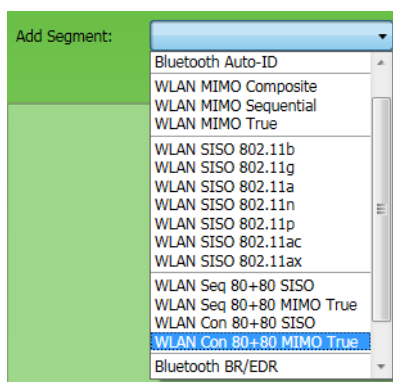 Add Segment:
Bluetooth Auto-ID
WLAN MIMO Composite
WLAN MIMO Sequential
WLAN MIMO True
WLAN SISO 802.11b
WLAN SISO 802.11g
WLAN SISO 802.11a
WLAN SISO 802.11n
WLAN SISO 802.11p
WLAN SISO 802.11ac
WLAN SISO 802.11ax
WLAN Seq 80+80 SISO
WLAN Seq 80+80 MIMO True
WLAN Con 80+80 SISO
WLAN Con 80+80 MIMO True
Bluetooth BR/EDR